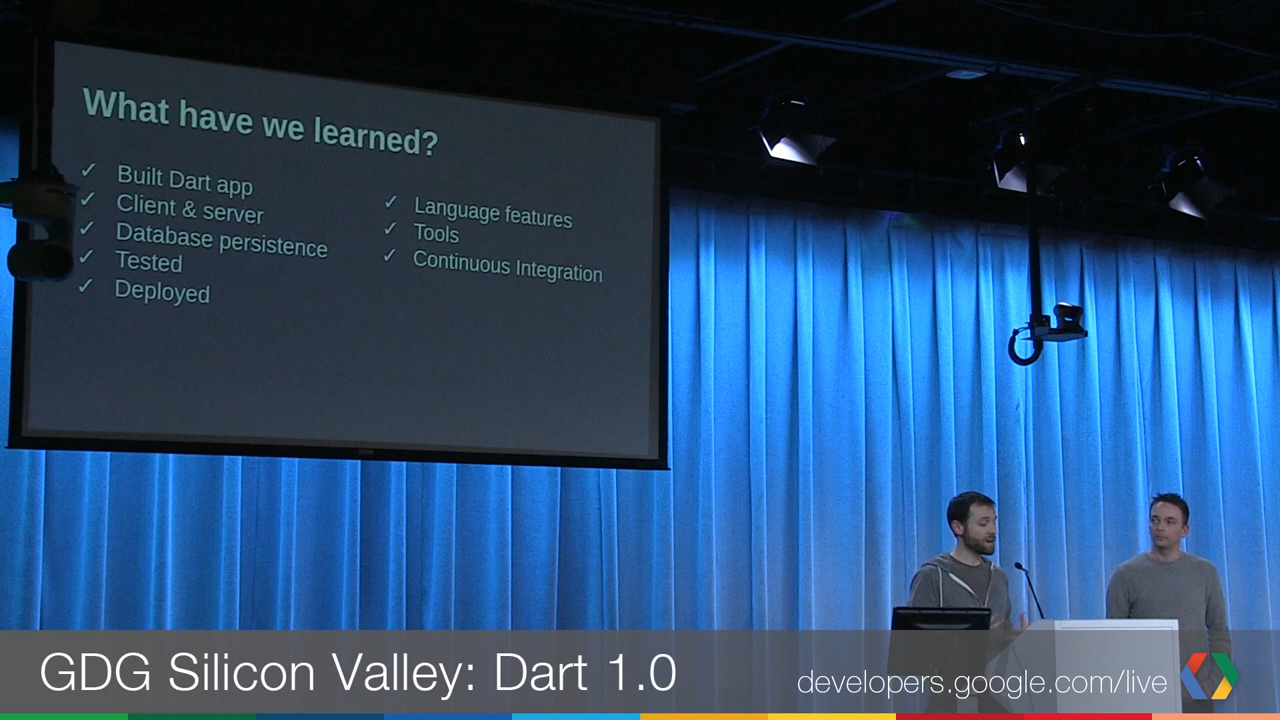 What have we learned?
✓ Built Dart app
✓ Client & server
✓ Database persistence
✓ Tested
✓ Deployed
✓ Language features
✓ Tools
✓ Continuous Integration
GDG Silicon Valley: Dart 1.0
developers.google.com/live